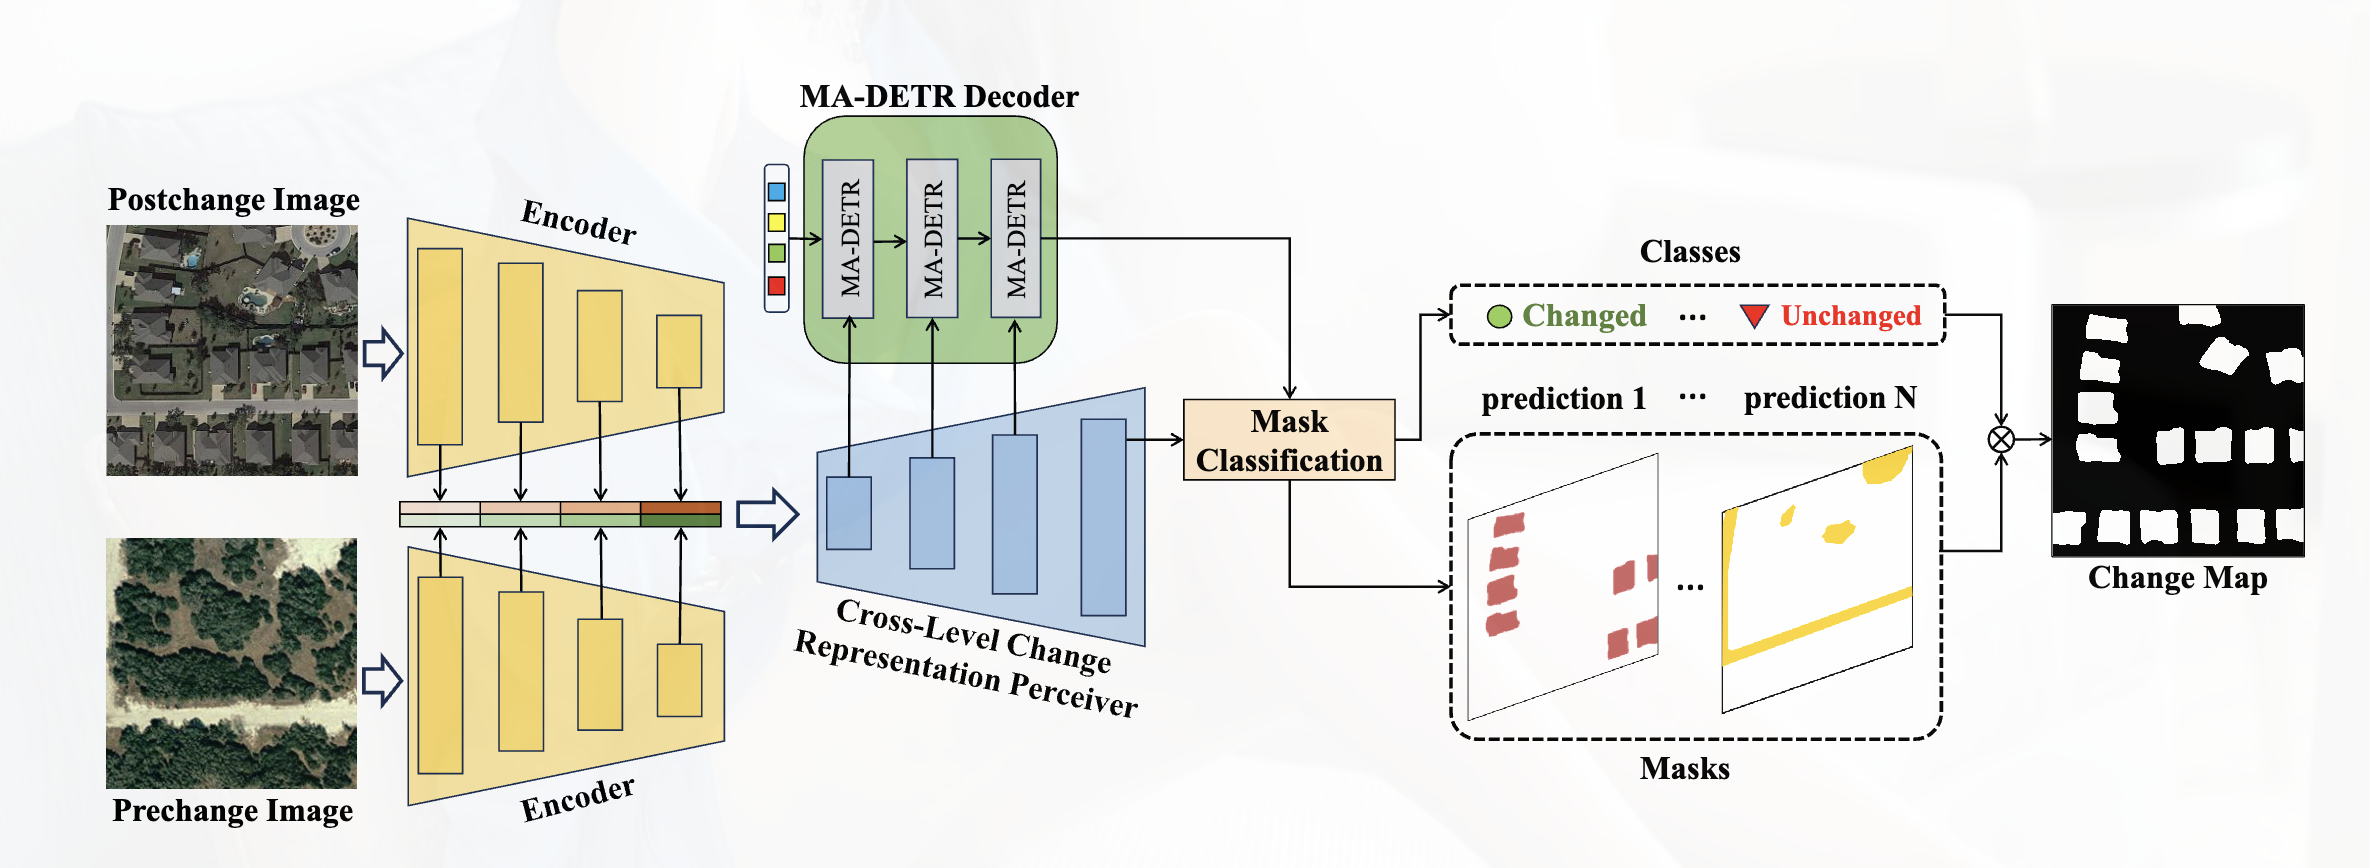 MA-DETR Decoder
Postchange Image
Encoder
MA-DETR
MA-DETR
MA-DETR
Classes
Changed ... Unchanged
prediction 1 ... prediction N
Mask
Classification
...
Change Map
Cross-Level Change
Representation Perceiver
Masks
Encoder
Prechange Image